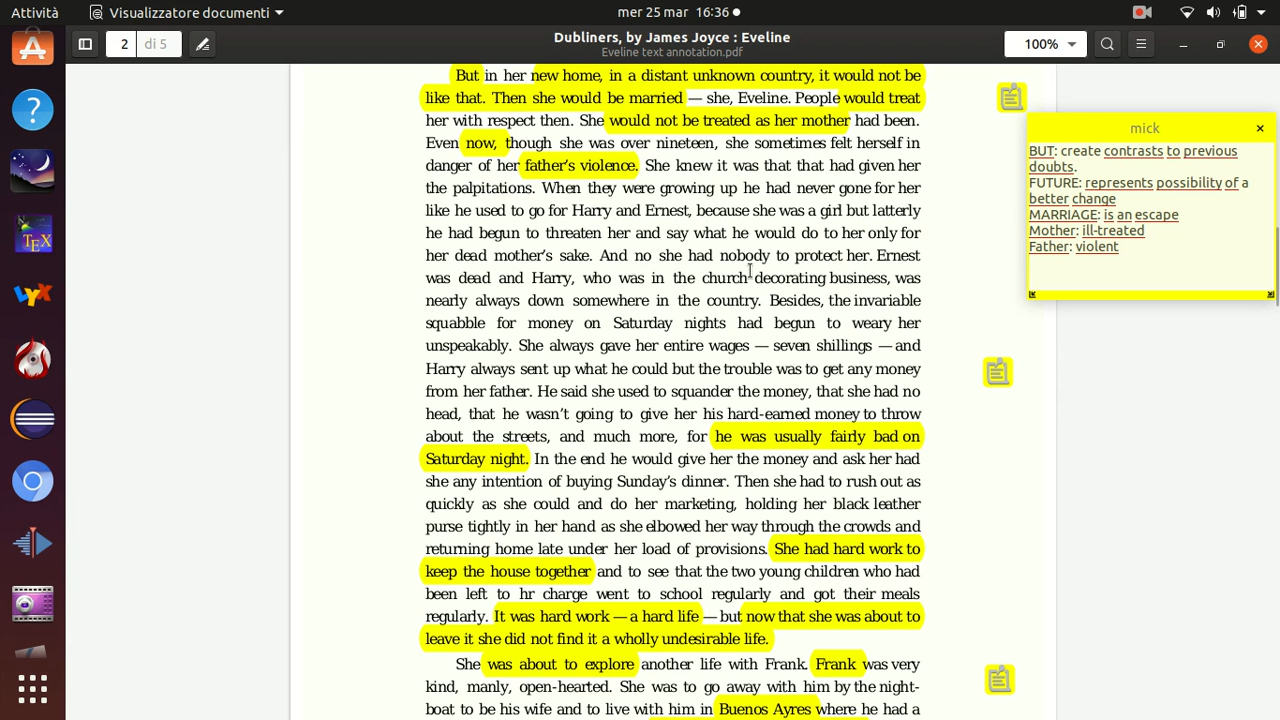 Attività
Visualizzatore documenti
mer 25 mar 16:36
2
di 5
Dubliners, by James Joyce : Eveline
Eveline text annotation.pdf
100%
But in her new home, in a distant unknown country, it would not be
like that. Then she would be married — she, Eveline. People would treat
her with respect then. She would not be treated as her mother had been.
Even now, though she was over nineteen, she sometimes felt herself in
danger of her father's violence. She knew it was that that had given her
the palpitations. When they were growing up he had never gone for her
like he used to go for Harry and Ernest, because she was a girl but latterly
he had begun to threaten her and say what he would do to her only for
her dead mother's sake. And no she had nobody to protect her. Ernest
was dead and Harry, who was in the church decorating business, was
nearly always down somewhere in the country. Besides, the invariable
squabble for money on Saturday nights had begun to weary her
unspeakably. She always gave her entire wages — seven shillings — and
Harry always sent up what he could but the trouble was to get any money
from her father. He said she used to squander the money, that she had no
head, that he wasn't going to give her his hard-earned money to throw
about the streets, and much more, for he was usually fairly bad on
Saturday night. In the end he would give her the money and ask her had
she any intention of buying Sunday's dinner. Then she had to rush out as
quickly as she could and do her marketing, holding her black leather
purse tightly in her hand as she elbowed her way through the crowds and
returning home late under her load of provisions. She had hard work to
keep the house together and to see that the two young children who had
been left to hr charge went to school regularly and got their meals
regularly. It was hard work — a hard life — but now that she was about to
leave it she did not find it a wholly undesirable life.
She was about to explore another life with Frank. Frank was very
kind, manly, open-hearted. She was to go away with him by the night-
boat to be his wife and to live with him in Buenos Ayres where he had a
mick
BUT: create contrasts to previous
doubts.
FUTURE: represents possibility of a
better change
MARRIAGE: is an escape
Mother: ill-treated
Father: violent
TEX
LYX